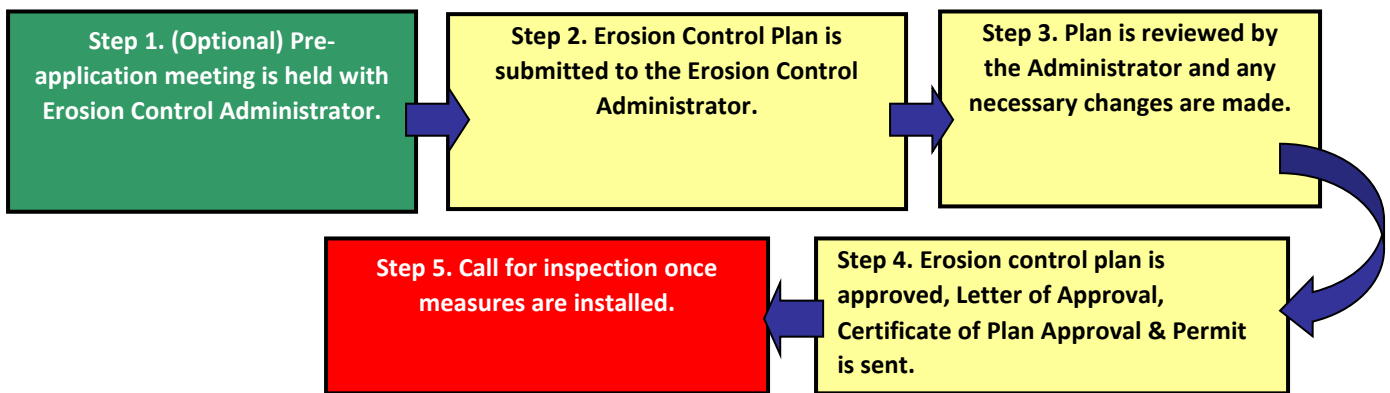 Step 1. (Optional) Pre-
application meeting is held with
Erosion Control Administrator.
Step 2. Erosion Control Plan is
submitted to the Erosion Control
Administrator.
Step 3. Plan is reviewed by
the Administrator and any
necessary changes are made.
Step 4. Erosion control plan is
approved, Letter of Approval,
Certificate of Plan Approval & Permit
is sent.
Step 5. Call for inspection once
measures are installed.